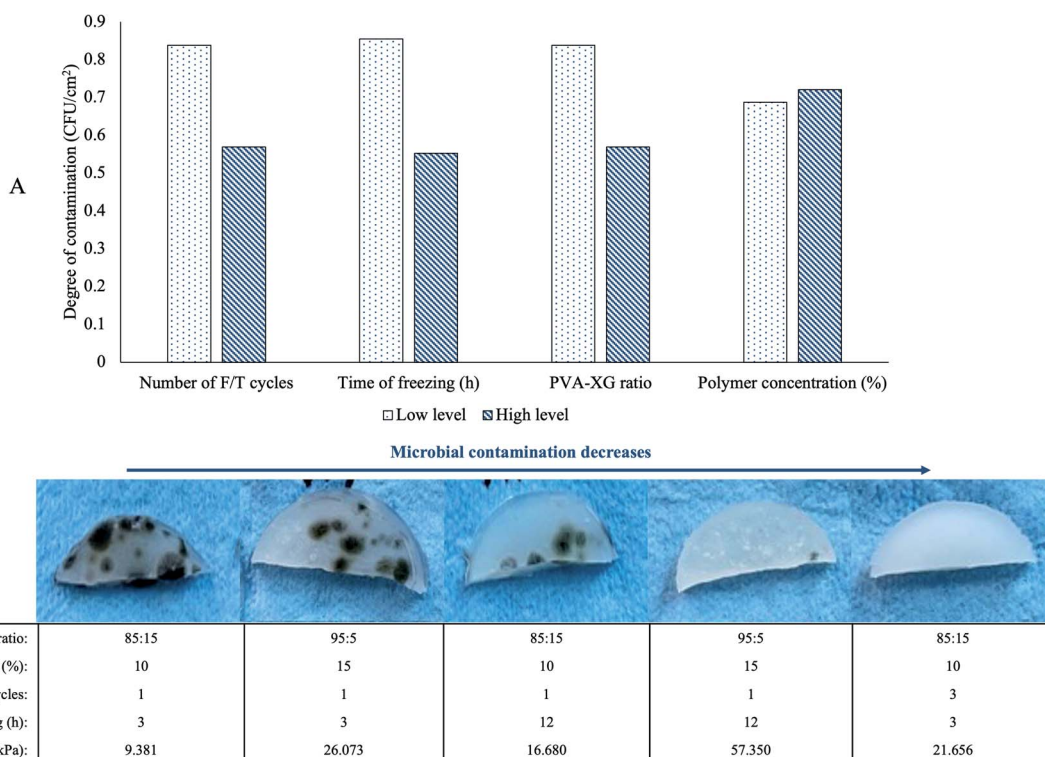 A
Degree of contamination (CFU/cm²)
0.9
0.8
0.7
0.6
0.5
0.4
0.3
0.2
0.1
0
Number of F/T cycles Time of freezing (h) PVA-XG ratio Polymer concentration (%)
Low level High level
Microbial contamination decreases
ratio: 85:15 95:5 85:15 95:5 85:15
(%): 10 15 10 15 10
cles: 1 1 1 1 3
g (h): 3 3 12 12 3
kPa): 9.381 26.073 16.680 57.350 21.656